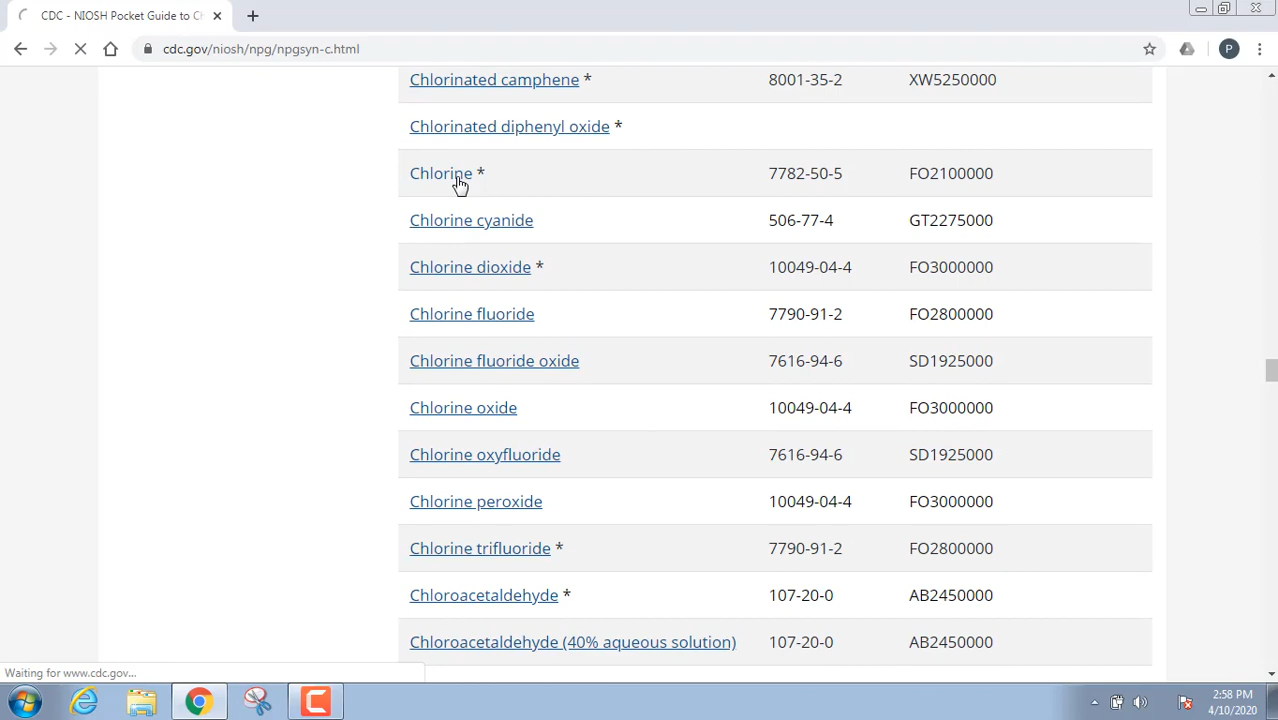 CDC - NIOSH Pocket Guide to Ch
cdc.gov/niosh/npg/npgsyn-c.html
P
Chlorinated camphene * 8001-35-2 XW5250000
Chlorinated diphenyl oxide *
Chlorine * 7782-50-5 FO2100000
Chlorine cyanide 506-77-4 GT2275000
Chlorine dioxide * 10049-04-4 FO3000000
Chlorine fluoride 7790-91-2 FO2800000
Chlorine fluoride oxide 7616-94-6 SD1925000
Chlorine oxide 10049-04-4 FO3000000
Chlorine oxyfluoride 7616-94-6 SD1925000
Chlorine peroxide 10049-04-4 FO3000000
Chlorine trifluoride * 7790-91-2 FO2800000
Chloroacetaldehyde * 107-20-0 AB2450000
Chloroacetaldehyde (40% aqueous solution) 107-20-0 AB2450000
Waiting for www.cdc.gov...
2:58 PM
4/10/2020